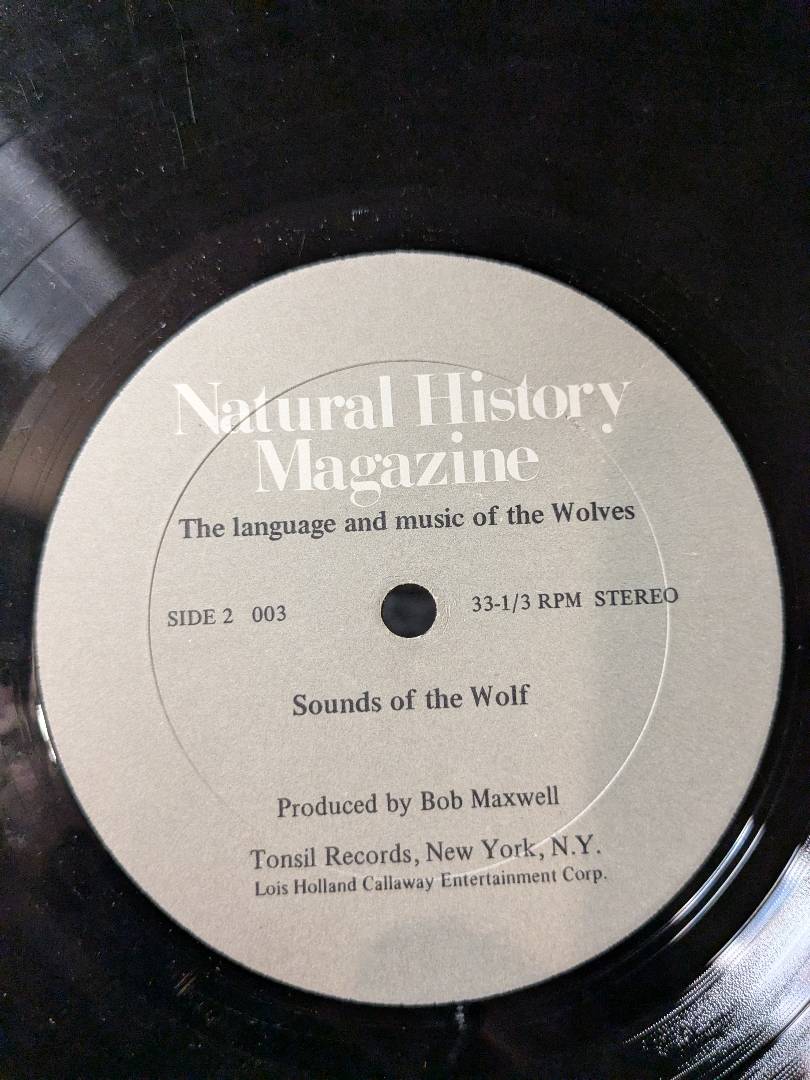 Natural History
Magazine
The language and music of the Wolves
SIDE 2 003 33-1/3 RPM STEREO
Sounds of the Wolf
Produced by Bob Maxwell
Tonsil Records, New York, N.Y.
Lois Holland Callaway Entertainment Corp.